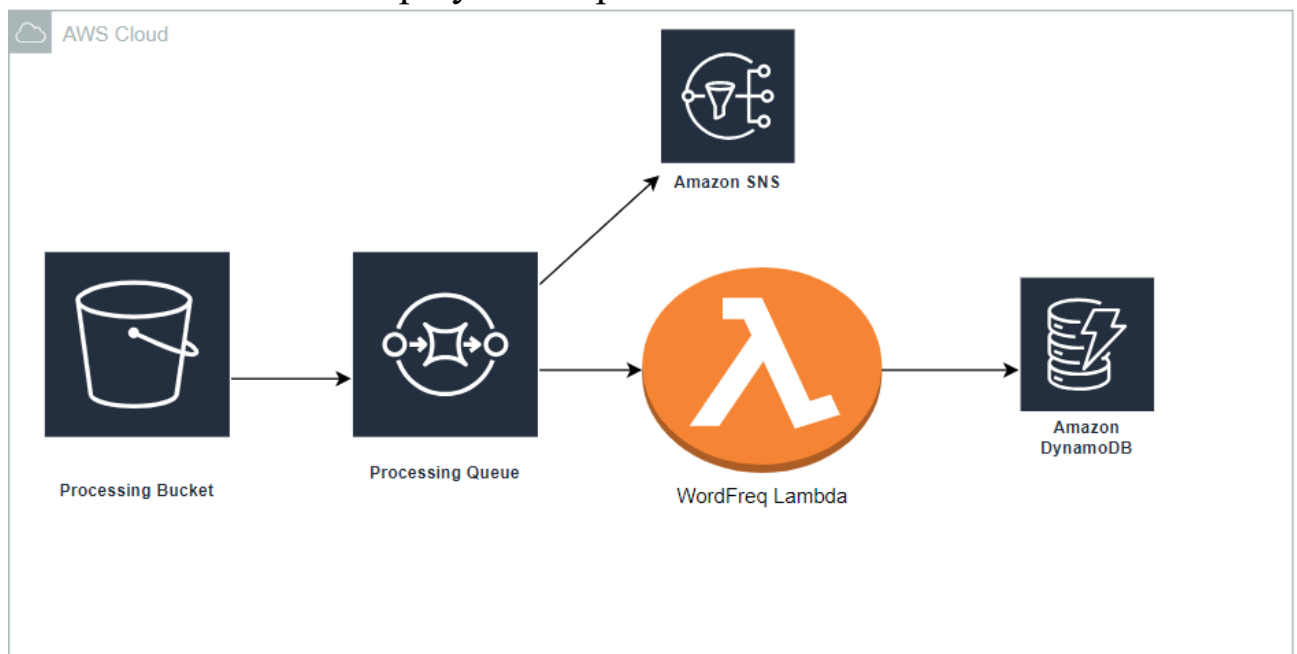 AWS Cloud
Amazon SNS
Processing Bucket
Processing Queue
WordFreq Lambda
Amazon
DynamoDB